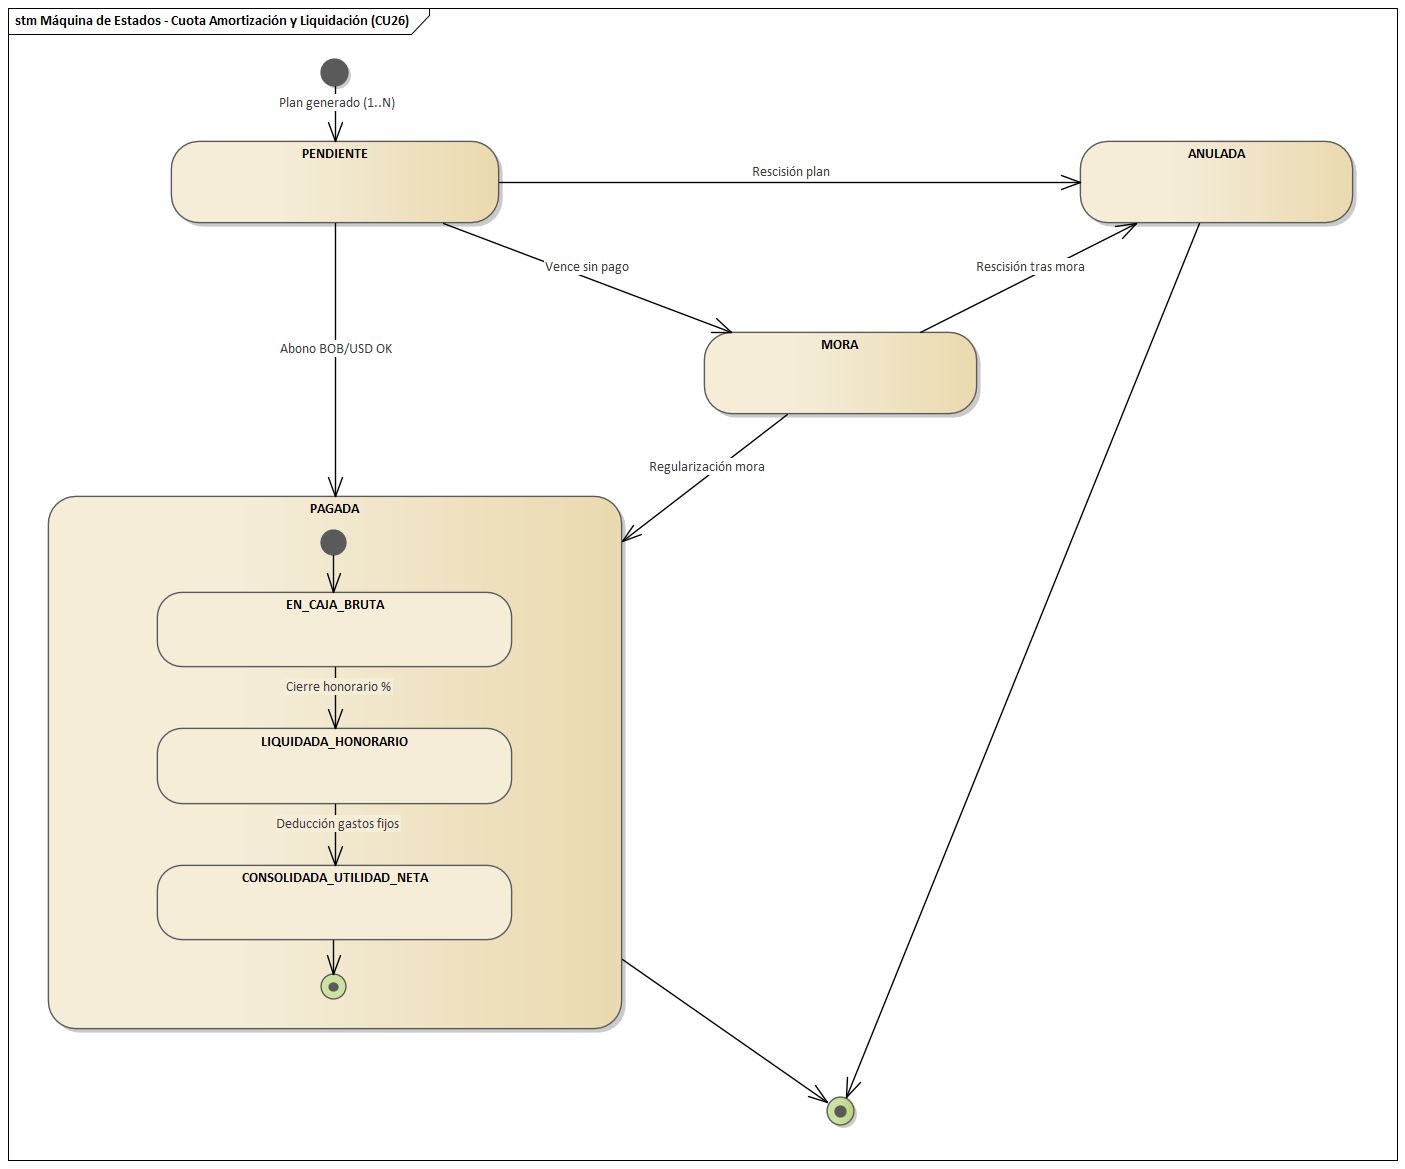 stm Máquina de Estados - Cuota Amortización y Liquidación (CU26)
Plan generado (1..N)
PENDIENTE
ANULADA
Rescisión plan
Vence sin pago
Rescisión tras mora
MORA
Abono BOB/USD OK
Regularización mora
PAGADA
EN_CAJA_BRUTA
Cierre honorario %
LIQUIDADA_HONORARIO
Deducción gastos fijos
CONSOLIDADA_UTILIDAD_NETA